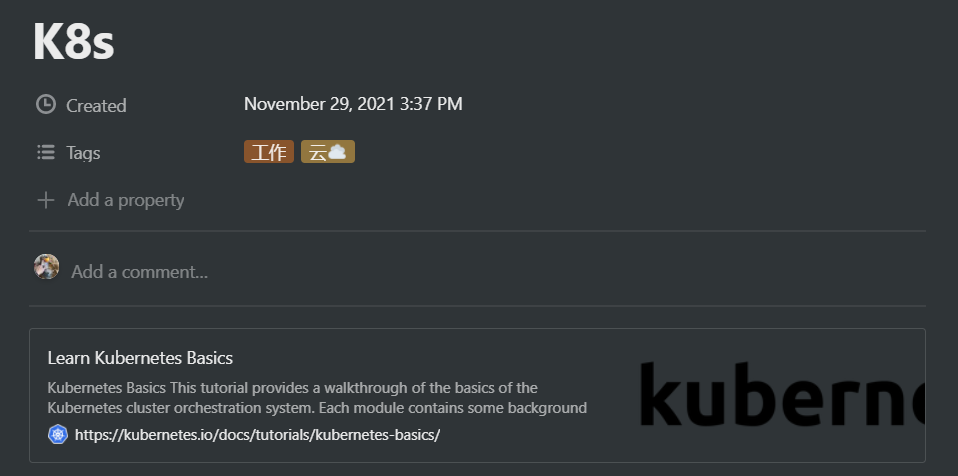 K8s
Created November 29, 2021 3:37 PM
Tags 工作 云☁
Add a property
Add a comment...
Learn Kubernetes Basics
Kubernetes Basics This tutorial provides a walkthrough of the basics of the
Kubernetes cluster orchestration system. Each module contains some background
https://kubernetes.io/docs/tutorials/kubernetes-basics/
kuberne